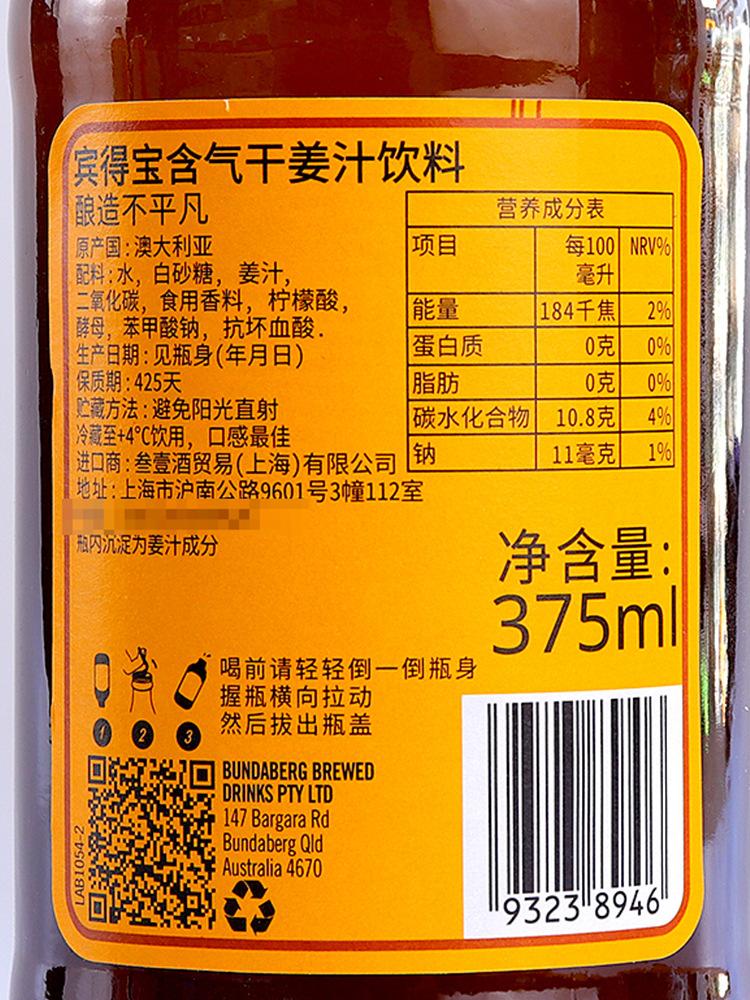 宾得宝含气干姜汁饮料
酿造不平凡
原产国:澳大利亚
配料:水，白砂糖，姜汁，
二氧化碳，食用香料，柠檬酸，
酵母，苯甲酸钠，抗坏血酸.
生产日期:见瓶身(年月日)
保质期:425天
贮藏方法:避免阳光直射
冷藏至+4°C饮用，口感最佳
进口商:叁壹酒贸易(上海)有限公司
地址:上海市沪南公路9601号3幢112室
瓶内沉淀为姜汁成分
营养成分表
项目 每100毫升 NRV%
能量 184千焦 2%
蛋白质 0克 0%
脂肪 0克 0%
碳水化合物 10.8克 4%
钠 11毫克 1%
净含量:
375ml
喝前请轻轻倒一倒瓶身
握瓶横向拉动
然后拔出瓶盖
1 2 3
BUNDABERG BREWED
DRINKS PTY LTD
147 Bargara Rd
Bundaberg Qld
Australia 4670
LAB1054-2
9323 8946